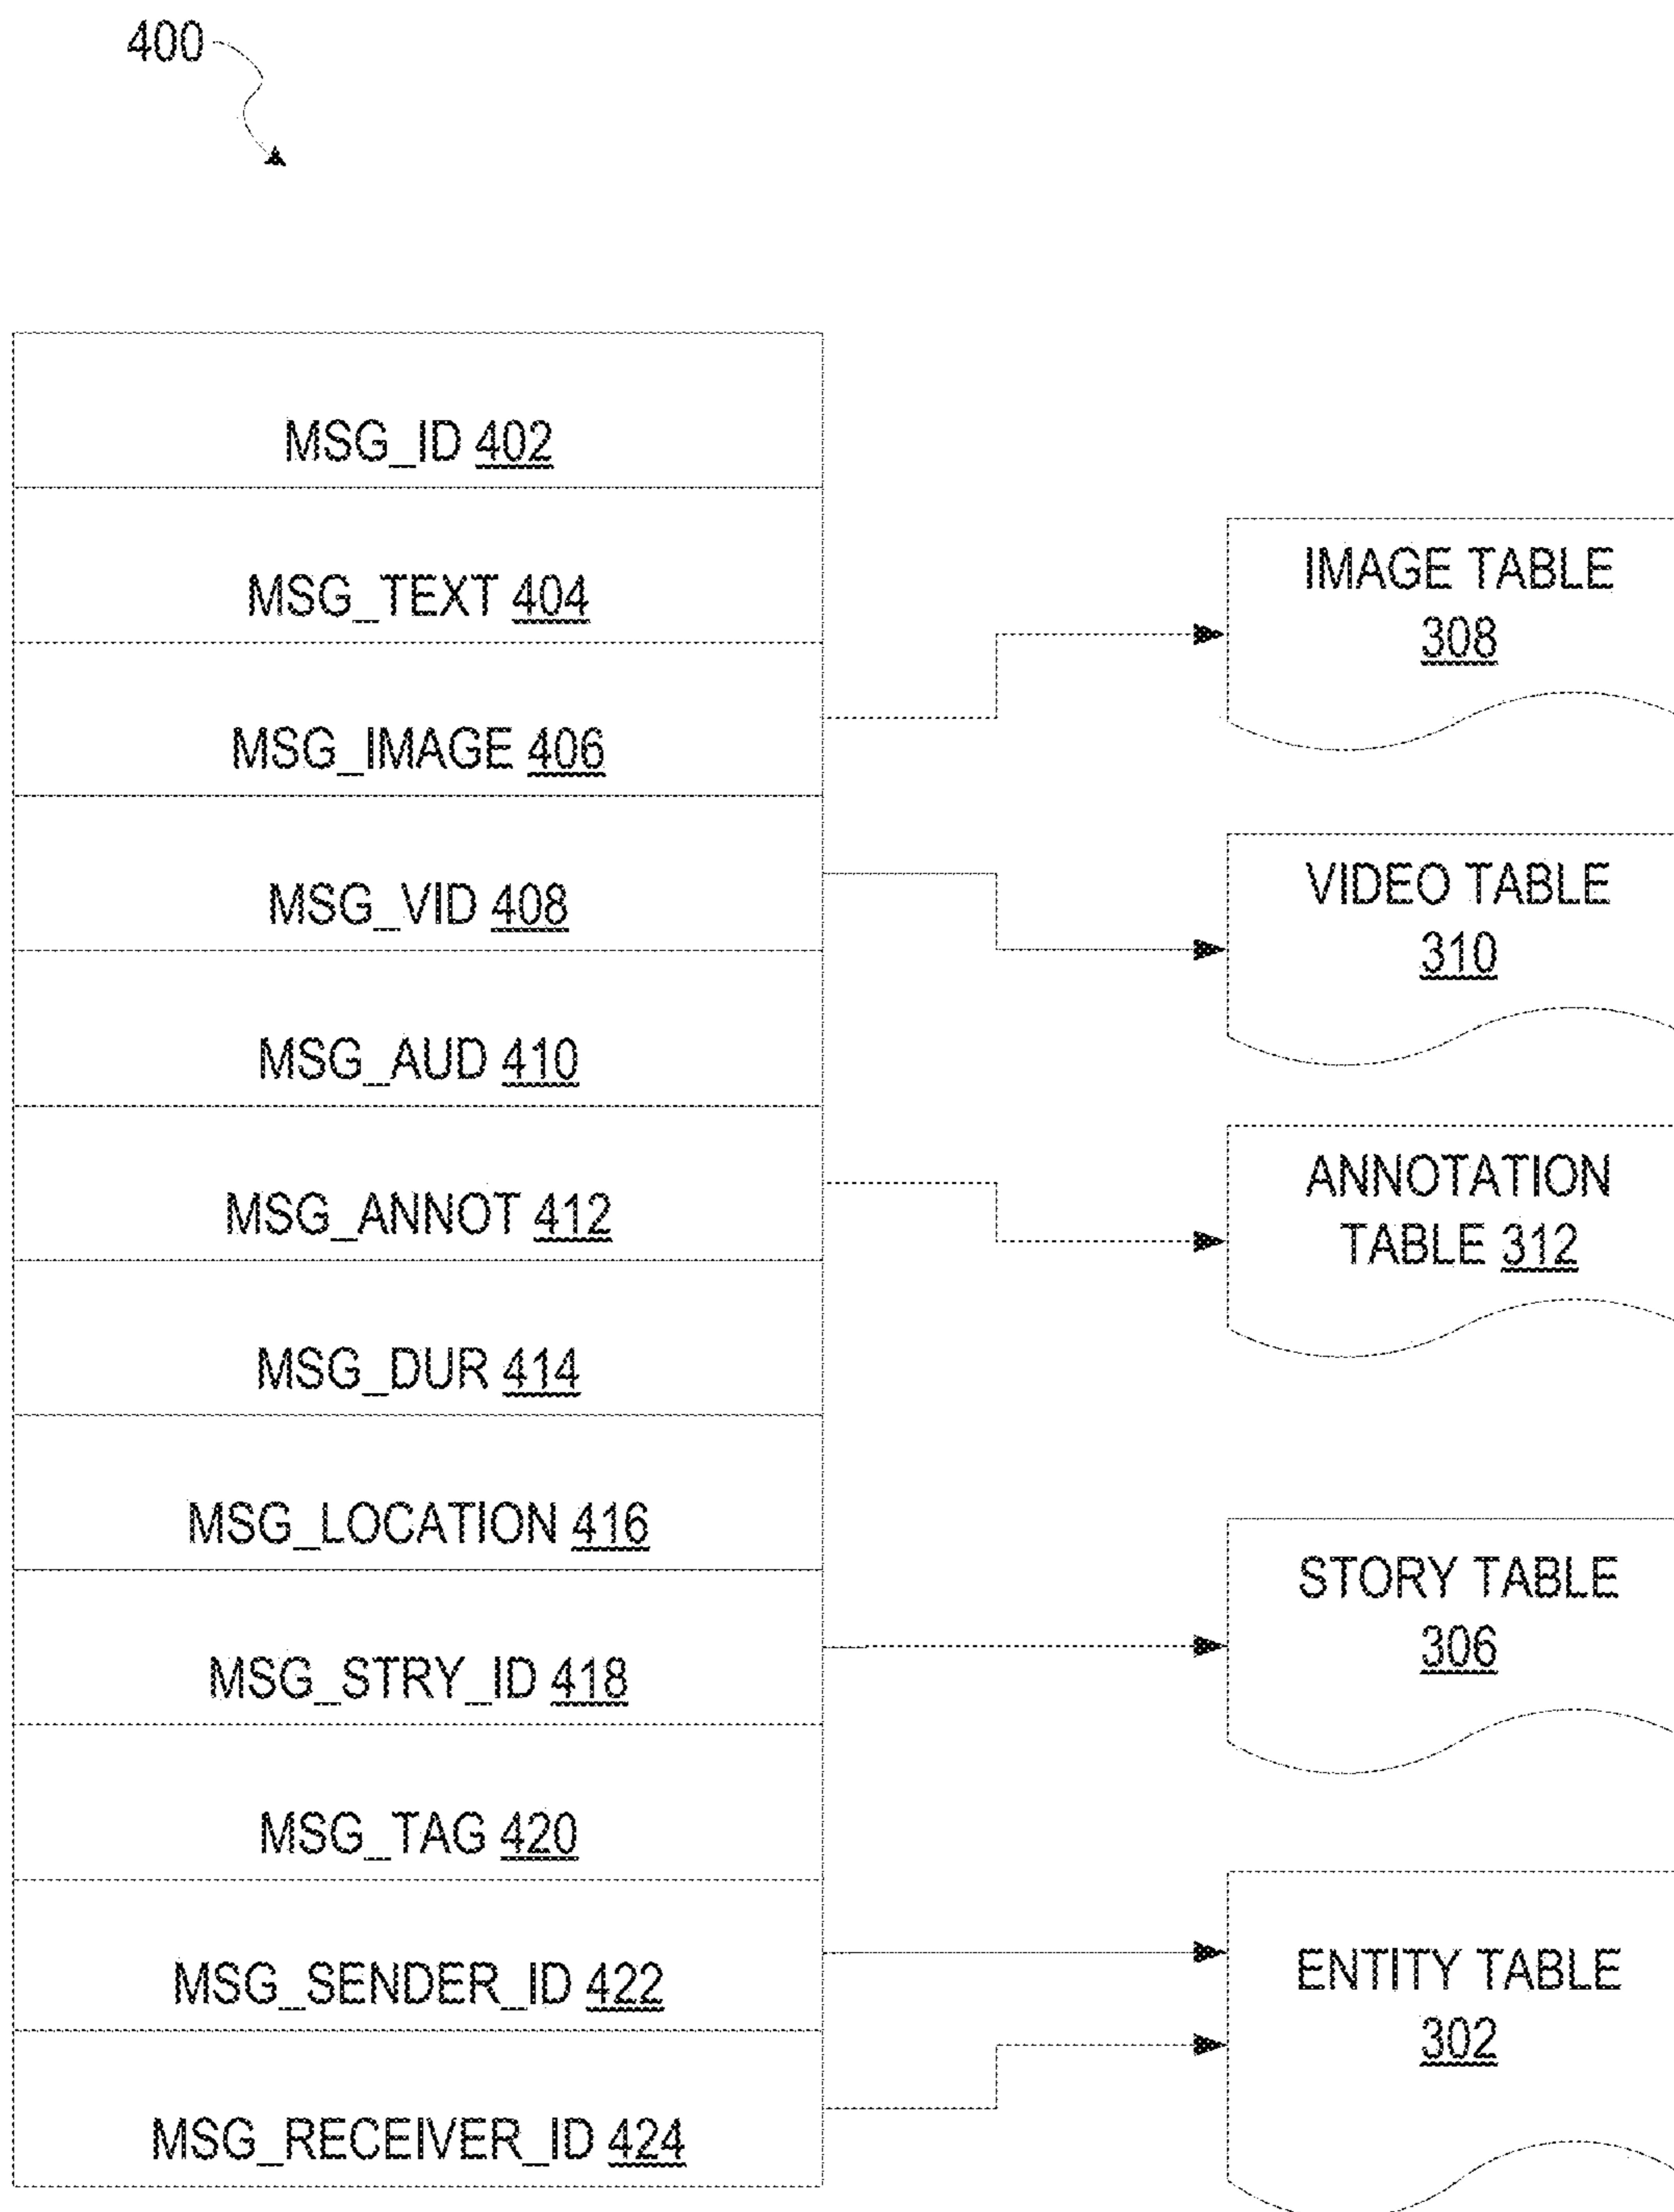 400
MSG_ID 402
MSG_TEXT 404
MSG_IMAGE 406
MSG_VID 408
MSG_AUD 410
MSG_ANNOT 412
MSG_DUR 414
MSG_LOCATION 416
MSG_STRY_ID 418
MSG_TAG 420
MSG_SENDER_ID 422
MSG_RECEIVER_ID 424
IMAGE TABLE
308
VIDEO TABLE
310
ANNOTATION
TABLE 312
STORY TABLE
306
ENTITY TABLE
302